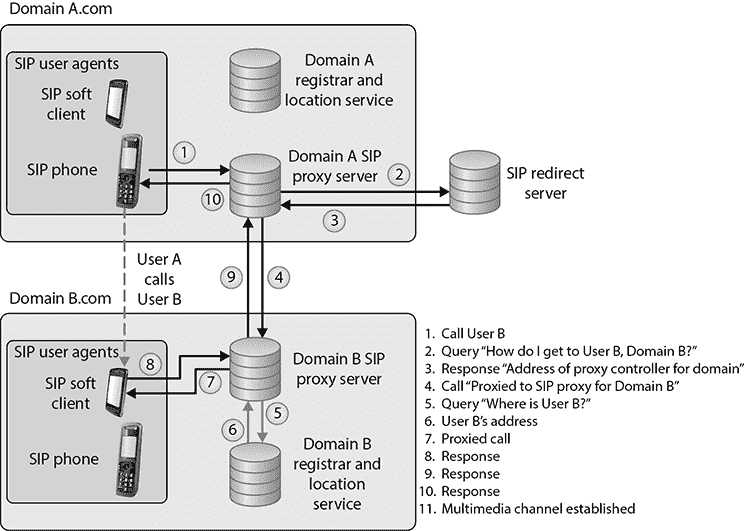 Domain A.com
SIP user agents
SIP soft
client
SIP phone
Domain A
registrar and
location service
1
10
Domain A SIP
proxy server
2
3
SIP redirect
server
User A
calls
User B
9
4
Domain B.com
SIP user agents
SIP soft
client
SIP phone
8
7
Domain B SIP
proxy server
6
5
Domain B
registrar and
location
service
1. Call User B
2. Query “How do I get to User B, Domain B?”
3. Response “Address of proxy controller for domain”
4. Call “Proxied to SIP proxy for Domain B”
5. Query “Where is User B?”
6. User B’s address
7. Proxied call
8. Response
9. Response
10. Response
11. Multimedia channel established